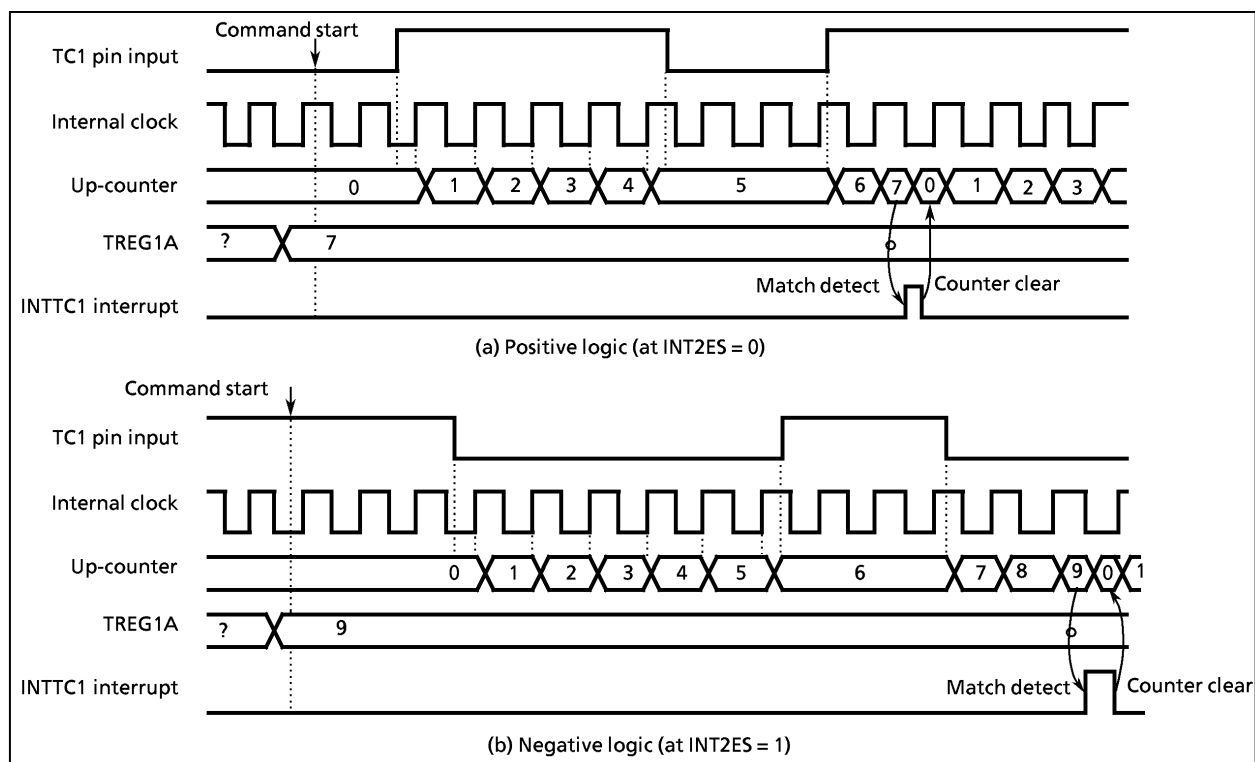 Command start
TC1 pin input
Internal clock
Up-counter 0 1 2 3 4 5 6 7 0 1 2 3
TREG1A ? 7
Match detect Counter clear
INTTC1 interrupt
(a) Positive logic (at INT2ES = 0)
Command start
TC1 pin input
Internal clock
Up-counter 0 1 2 3 4 5 6 7 8 9 0 1
TREG1A ? 9
INTTC1 interrupt Match detect Counter clear
(b) Negative logic (at INT2ES = 1)